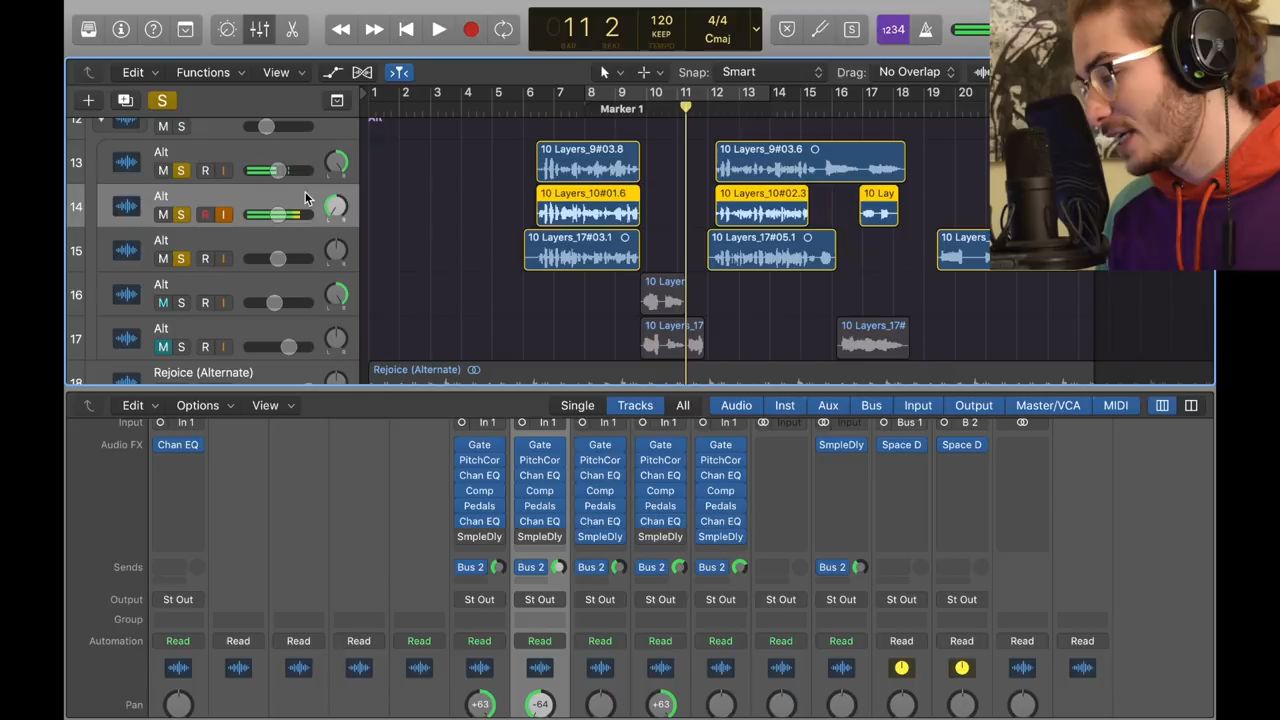 11 2
BAR BEAT
120
KEEP
TEMPO
4/4
Cmaj
1234
Edit
Functions
View
Snap: Smart
Drag: No Overlap
S
1 2 3 4 5 6 7 8 9 10 11 12 13 14 15 16 17 18 19 20
Marker 1
12
M S
Alt
13
Alt
M S R I
10 Layers_9#03.8
10 Layers_9#03.6
14
Alt
M S R I
10 Layers_10#01.6
10 Layers_10#02.3
10 Lay
15
Alt
M S
10 Layers_17#03.1
10 Layers_17#05.1
10 Layers_
16
Alt
M S R I
10 Layer
17
Alt
M S R I
10 Layers_17
10 Layers_17#
18
Rejoice (Alternate)
Rejoice (Alternate)
Edit
Options
View
Single
Tracks
All
Audio
Inst
Aux
Bus
Input
Output
Master/VCA
MIDI
Input In 1 In 1 In 1 In 1 In 1 In 1 Input Input Bus 1 B 2
Audio FX Chan EQ Gate Gate Gate Gate Gate SmpleDly Space D Space D
PitchCor PitchCor PitchCor PitchCor PitchCor
Chan EQ Chan EQ Chan EQ Chan EQ Chan EQ
Comp Comp Comp Comp Comp
Pedals Pedals Pedals Pedals Pedals
Chan EQ Chan EQ Chan EQ Chan EQ Chan EQ
SmpleDly SmpleDly SmpleDly SmpleDly SmpleDly
Sends Bus 2 Bus 2 Bus 2 Bus 2 Bus 2 Bus 2
Output St Out St Out St Out St Out St Out St Out St Out St Out St Out St Out
Group
Automation Read Read Read Read Read Read Read Read Read Read Read Read Read Read Read Read
Pan +63 -64 +63